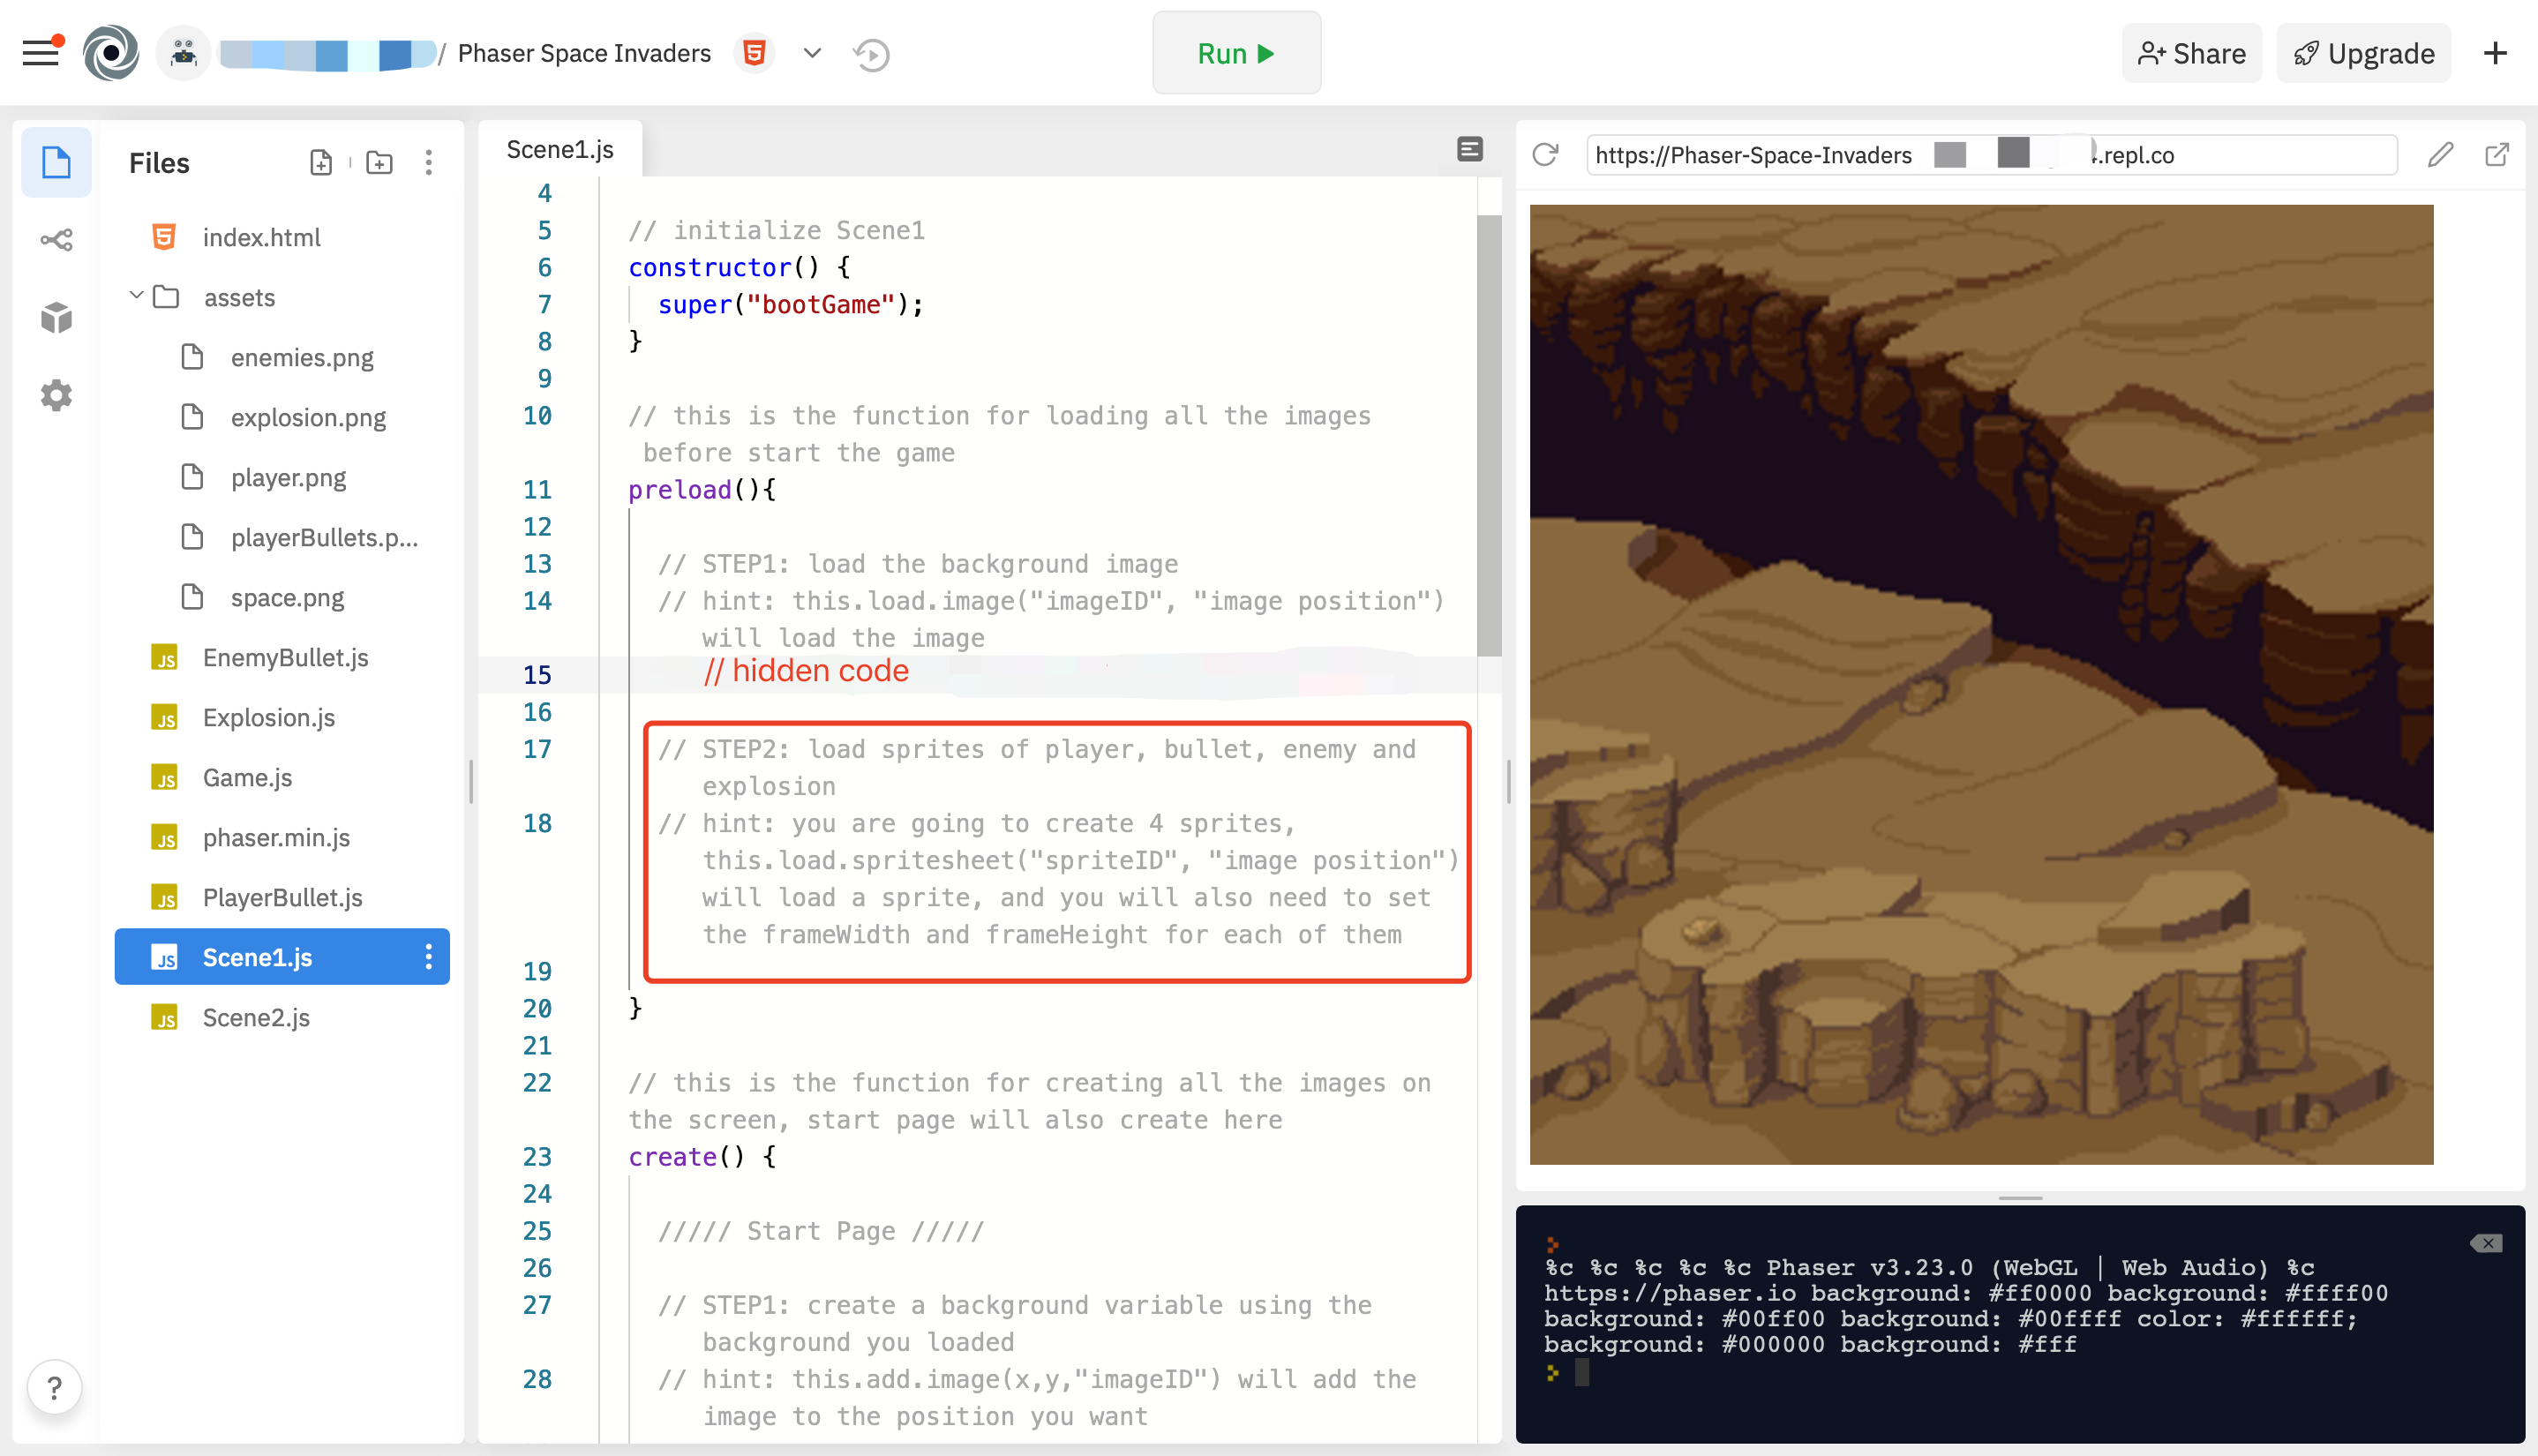 / Phaser Space Invaders
Run
Share
Upgrade
Files
index.html
assets
enemies.png
explosion.png
player.png
playerBullets.p...
space.png
JS EnemyBullet.js
JS Explosion.js
JS Game.js
JS phaser.min.js
JS PlayerBullet.js
JS Scene1.js
JS Scene2.js
?
Scene1.js
4
5 // initialize Scene1
6 constructor() {
7 super("bootGame");
8 }
9
10 // this is the function for loading all the images
before start the game
11 preload(){
12
13 // STEP1: load the background image
14 // hint: this.load.image("imageID", "image position")
will load the image
15 // hidden code
16
17 // STEP2: load sprites of player, bullet, enemy and
explosion
18 // hint: you are going to create 4 sprites,
this.load.spritesheet("spriteID", "image position")
will load a sprite, and you will also need to set
the frameWidth and frameHeight for each of them
19
20 }
21
22 // this is the function for creating all the images on
the screen, start page will also create here
23 create() {
24
25 ///// Start Page /////
26
27 // STEP1: create a background variable using the
background you loaded
28 // hint: this.add.image(x,y,"imageID") will add the
image to the position you want
https://Phaser-Space-Invaders .repl.co
%c %c %c %c %c Phaser v3.23.0 (WebGL | Web Audio) %c
https://phaser.io background: #ff0000 background: #ffff00
background: #00ff00 background: #00ffff color: #ffffff;
background: #000000 background: #fff